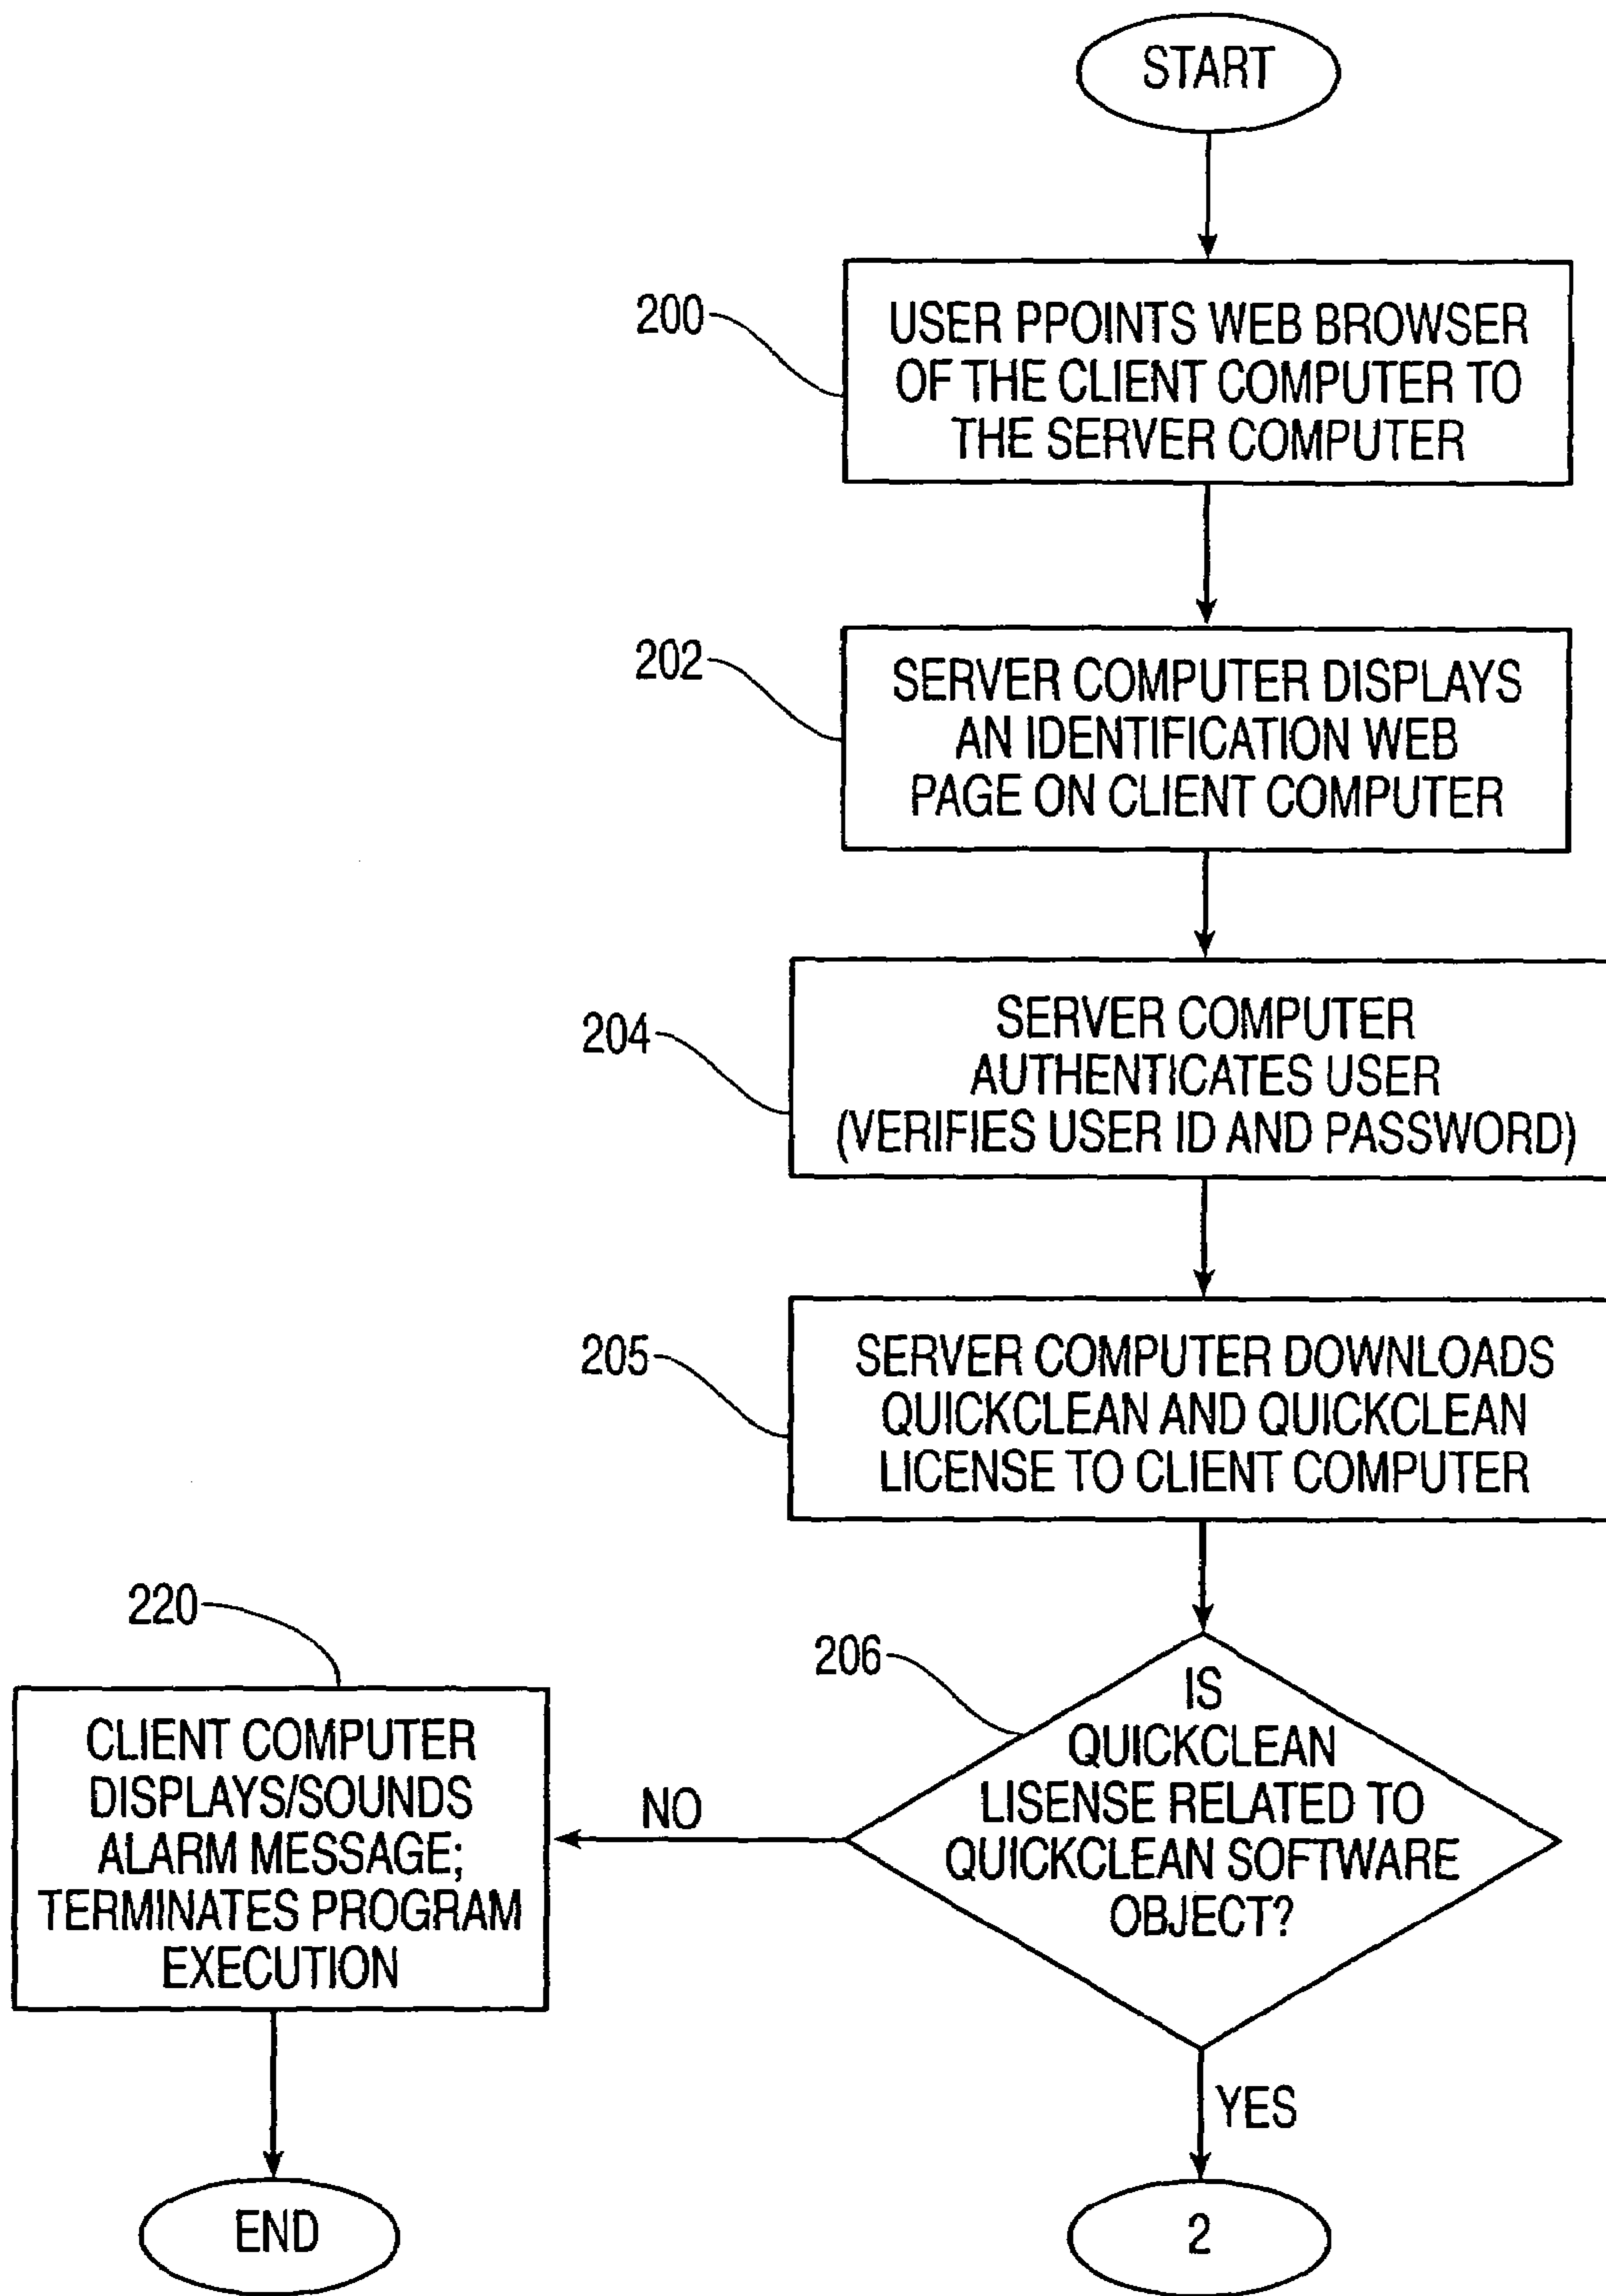 START
200
USER PPOINTS WEB BROWSER
OF THE CLIENT COMPUTER TO
THE SERVER COMPUTER
202
SERVER COMPUTER DISPLAYS
AN IDENTIFICATION WEB
PAGE ON CLIENT COMPUTER
204
SERVER COMPUTER
AUTHENTICATES USER
(VERIFIES USER ID AND PASSWORD)
205
SERVER COMPUTER DOWNLOADS
QUICKCLEAN AND QUICKCLEAN
LICENSE TO CLIENT COMPUTER
206
IS
QUICKCLEAN
LISENSE RELATED TO
QUICKCLEAN SOFTWARE
OBJECT?
NO
220
CLIENT COMPUTER
DISPLAYS/SOUNDS
ALARM MESSAGE;
TERMINATES PROGRAM
EXECUTION
END
YES
2